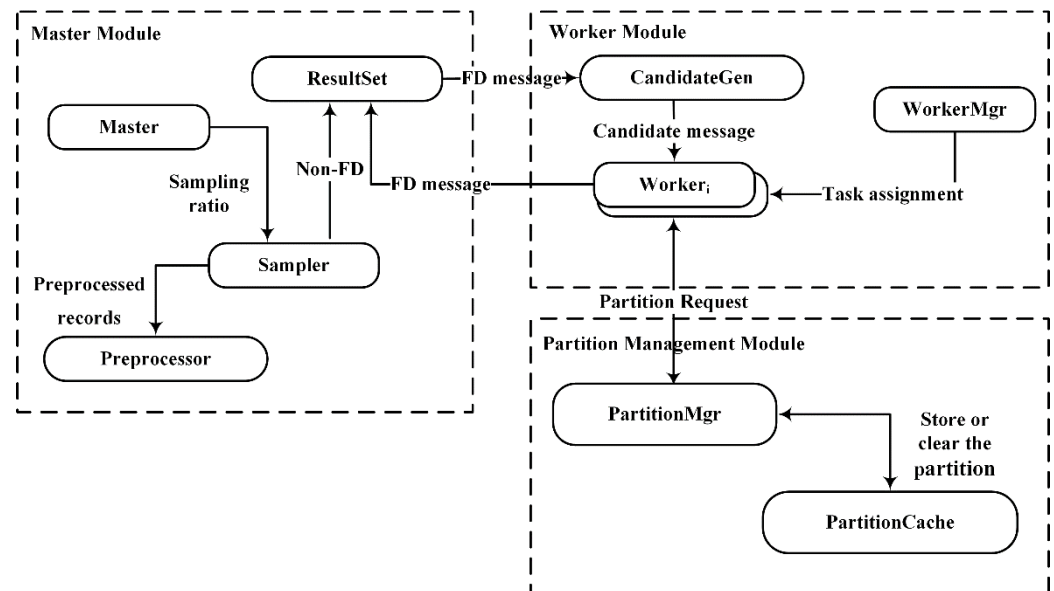 Master Module
ResultSet
Master
Sampling
ratio
Non-FD
Sampler
Preprocessed
records
Preprocessor
FD message
FD message
Worker Module
CandidateGen
Candidate message
WorkerMgr
Workeri
Task assignment
Partition Request
Partition Management Module
PartitionMgr
Store or
clear the
partition
PartitionCache